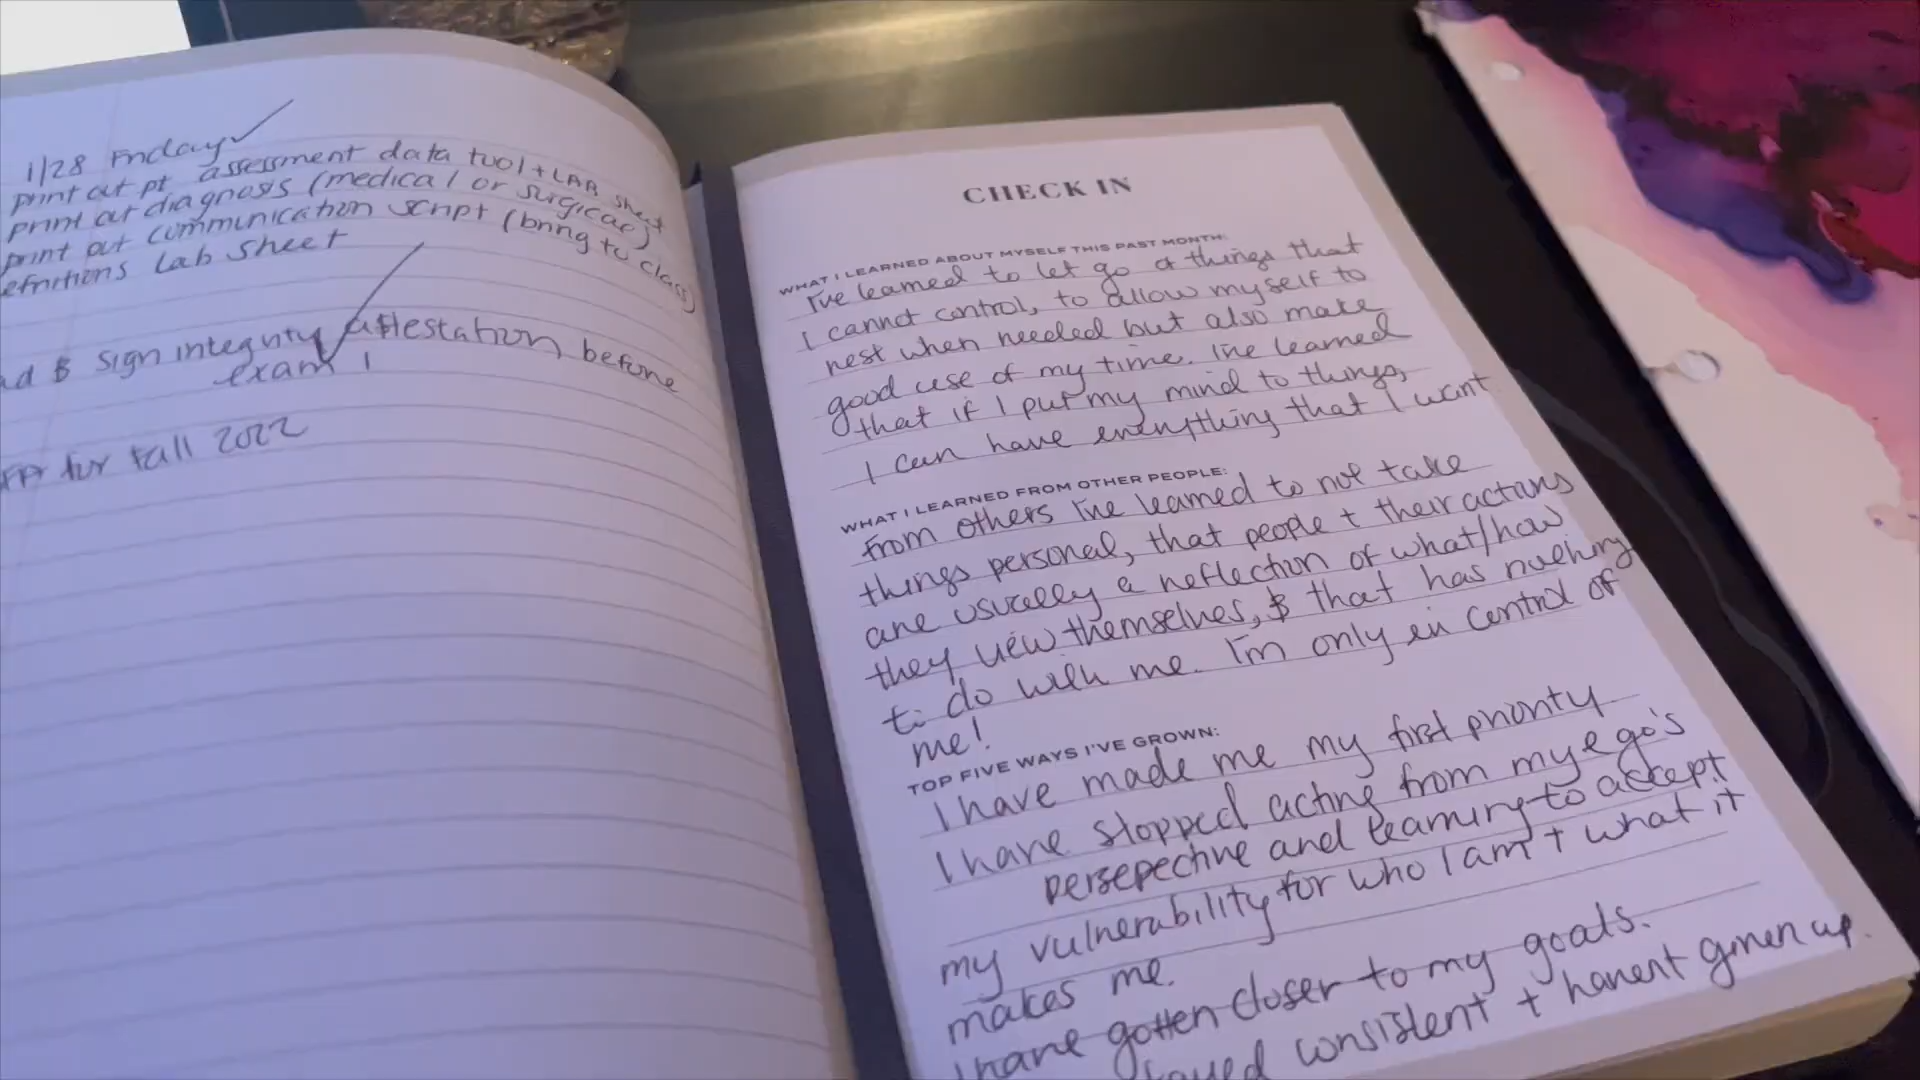 1/28 Friday
print out pt assessment data tool + LAB sheet
print out diagnosis (medical or surgical)
print out communication script (bring to class)
efinitions Lab sheet
ad & sign integrity attestation before
exam 1
for fall 2022
CHECK IN
WHAT I LEARNED ABOUT MYSELF THIS PAST MONTH:
I've learned to let go of things that
I cannot control, to allow myself to
rest when needed but also make
good use of my time. I've learned
that if I put my mind to things,
I can have everything that I want
WHAT I LEARNED FROM OTHER PEOPLE:
from others I've learned to not take
things personal, that people + their actions
are usually a reflection of what/how
they view themselves, & that has nothing
to do with me. I'm only in control of
me!
TOP FIVE WAYS I'VE GROWN:
I have made me my first priority
I have stopped acting from my ego's
persepective and learning to accept
my vulnerability for who I am + what it
makes me.
I have gotten closer to my goals.
consistent + havent given up.